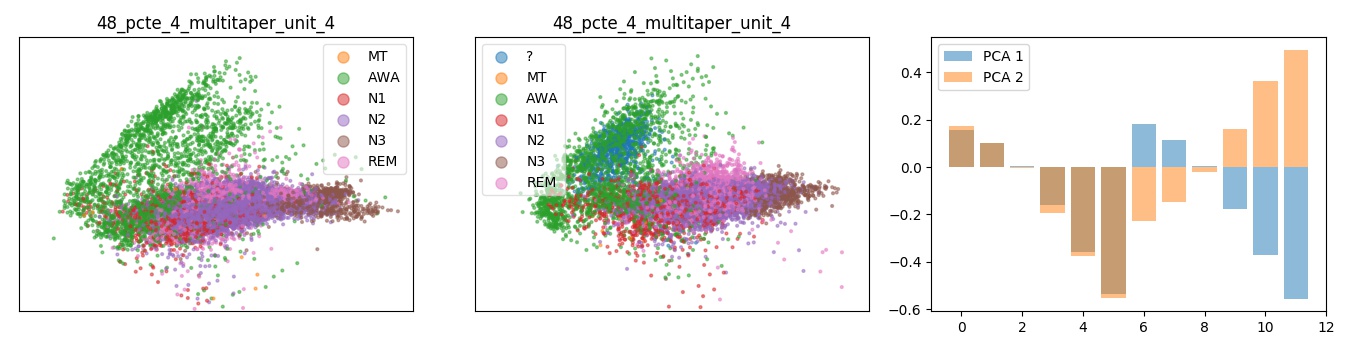 48_pcte_4_multitaper_unit_4
MT
AWA
N1
N2
N3
REM
48_pcte_4_multitaper_unit_4
?
MT
AWA
N1
N2
N3
REM
PCA 1
PCA 2
0.4
0.2
0.0
−0.2
−0.4
−0.6
0 2 4 6 8 10 12